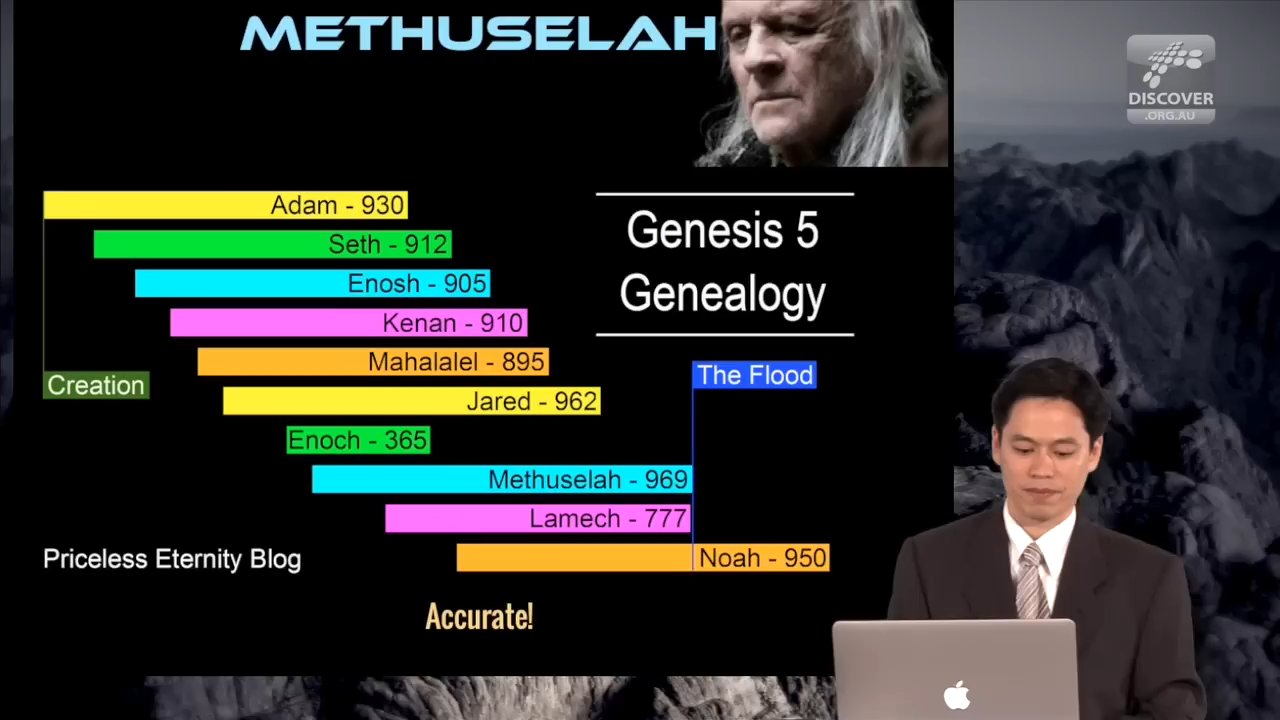 METHUSELAH
DISCOVER
.ORG.AU
Adam - 930
Seth - 912
Enosh - 905
Kenan - 910
Mahalalel - 895
Jared - 962
Enoch - 365
Methuselah - 969
Lamech - 777
Noah - 950
Genesis 5
Genealogy
Creation
The Flood
Priceless Eternity Blog
Accurate!